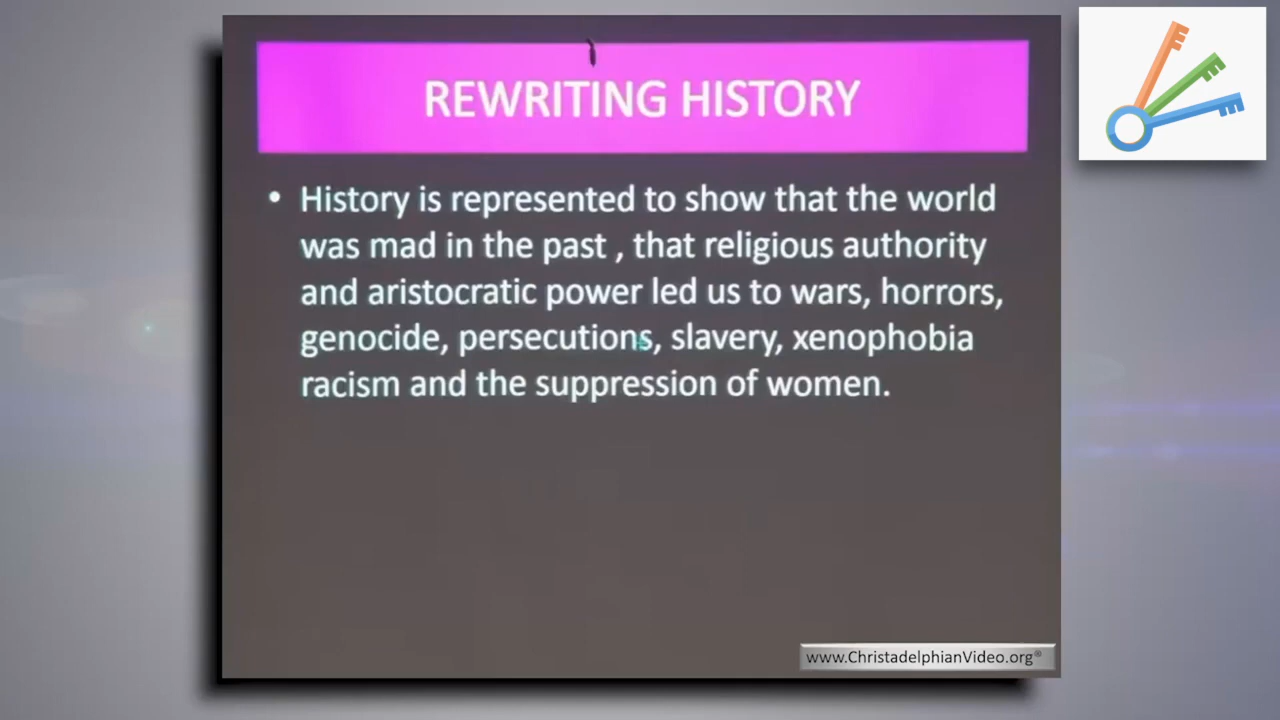 REWRITING HISTORY
• History is represented to show that the world
was mad in the past , that religious authority
and aristocratic power led us to wars, horrors,
genocide, persecutions, slavery, xenophobia
racism and the suppression of women.
www.ChristadelphianVideo.org®